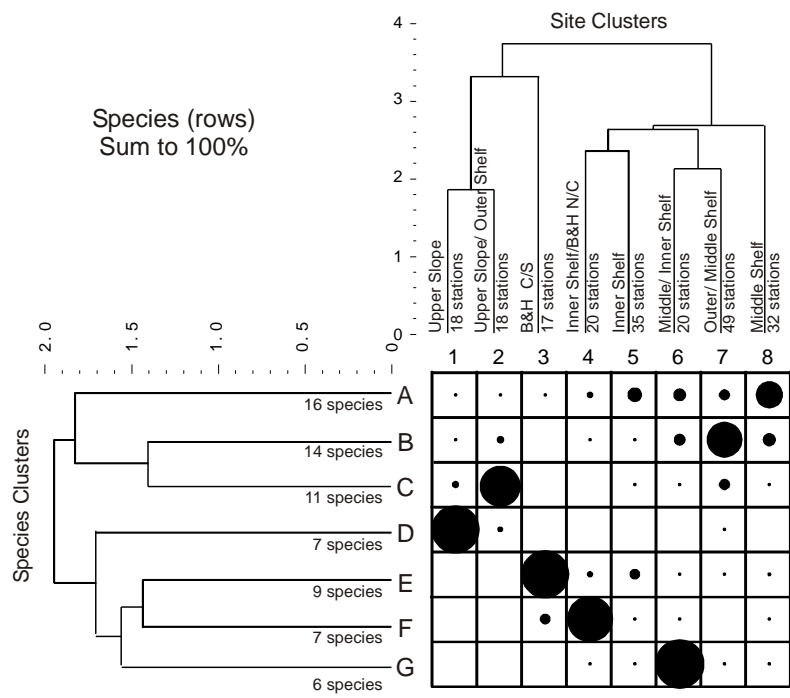 Site Clusters
4
3
2
1
0
Species (rows)
Sum to 100%
Upper Slope
18 stations
Upper Slope/ Outer Shelf
18 stations
B&H C/S
17 stations
Inner Shelf/B&H N/C
20 stations
Inner Shelf
35 stations
Middle/ Inner Shelf
20 stations
Outer/ Middle Shelf
49 stations
Middle Shelf
32 stations
2.0
1.5
1.0
0.5
0
1 2 3 4 5 6 7 8
Species Clusters
16 species A
14 species B
11 species C
7 species D
9 species E
7 species F
6 species G